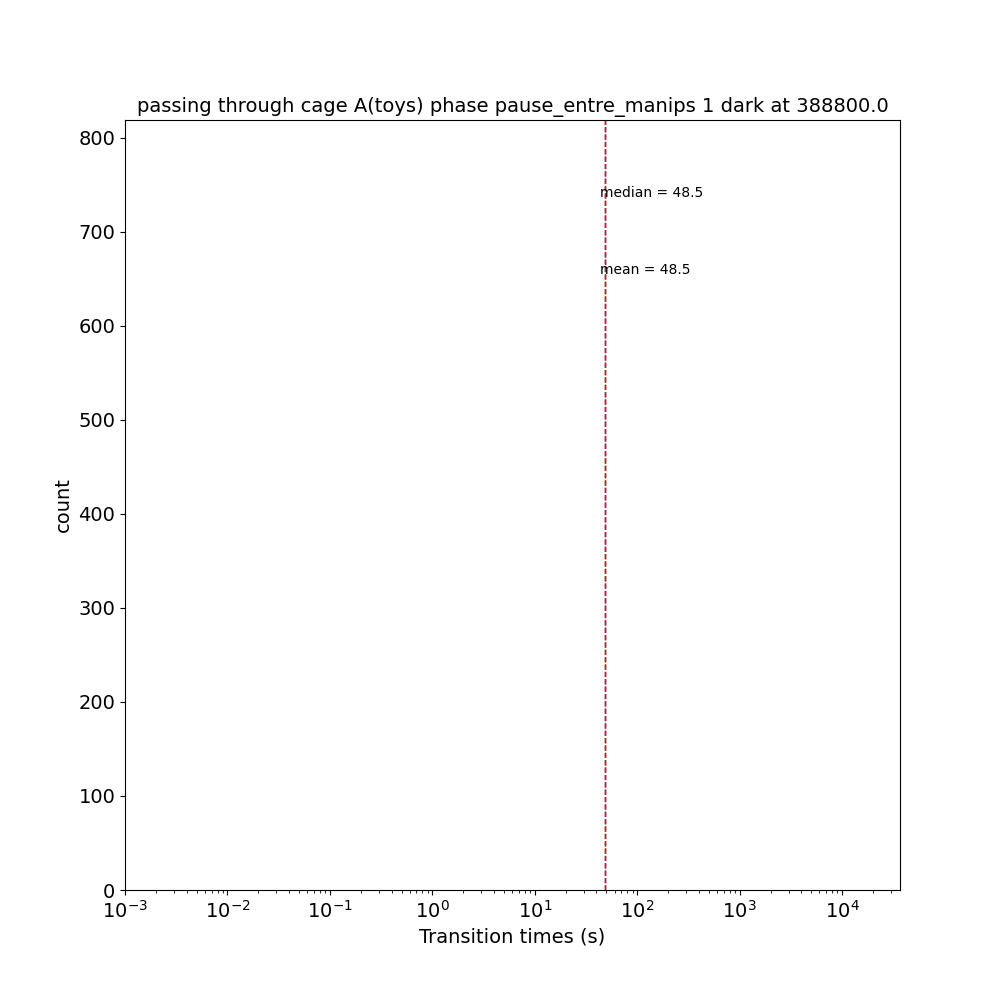 passing through cage A(toys) phase pause_entre_manips 1 dark at 388800.0
800
median = 48.5
700
mean = 48.5
600
500
count
400
300
200
100
0
10⁻³ 10⁻² 10⁻¹ 10⁰ 10¹ 10² 10³ 10⁴
Transition times (s)